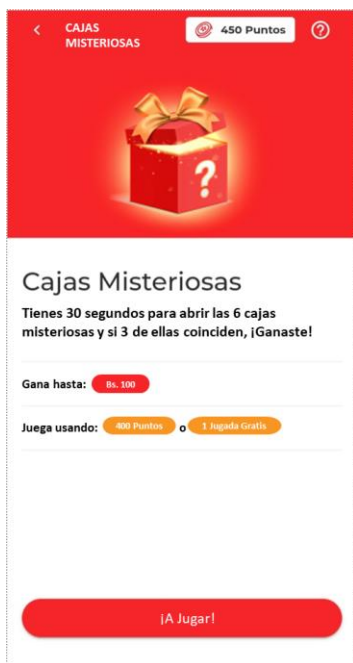 CAJAS
MISTERIOSAS
450 Puntos
?
?
Cajas Misteriosas
Tienes 30 segundos para abrir las 6 cajas
misteriosas y si 3 de ellas coinciden, ¡Ganaste!
Gana hasta: Bs. 100
Juega usando: 400 Puntos o 1 Jugada Gratis
¡A Jugar!